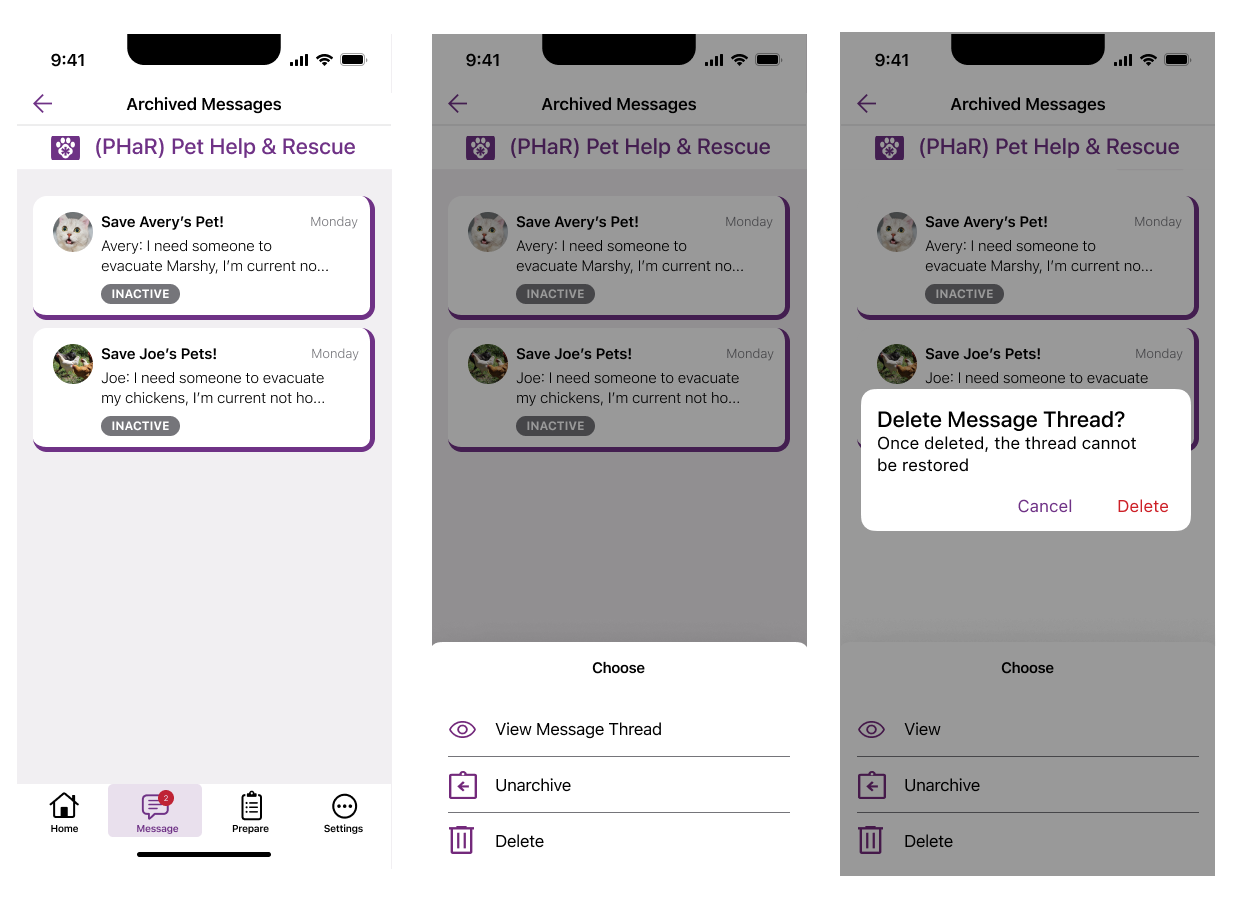 9:41
Archived Messages
(PHaR) Pet Help & Rescue
Save Avery's Pet!
Monday
Avery: I need someone to
evacuate Marshy, I'm current no...
INACTIVE
Save Joe's Pets!
Monday
Joe: I need someone to evacuate
my chickens, I'm current not ho...
INACTIVE
2
Home
Message
Prepare
Settings
9:41
Archived Messages
(PHaR) Pet Help & Rescue
Save Avery's Pet!
Monday
Avery: I need someone to
evacuate Marshy, I'm current no...
INACTIVE
Save Joe's Pets!
Monday
Joe: I need someone to evacuate
my chickens, I'm current not ho...
INACTIVE
Choose
View Message Thread
Unarchive
Delete
9:41
Archived Messages
(PHaR) Pet Help & Rescue
Save Avery's Pet!
Monday
Avery: I need someone to
evacuate Marshy, I'm current no...
INACTIVE
Save Joe's Pets!
Monday
Joe: I need someone to evacuate
Delete Message Thread?
Once deleted, the thread cannot
be restored
Cancel
Delete
Choose
View
Unarchive
Delete